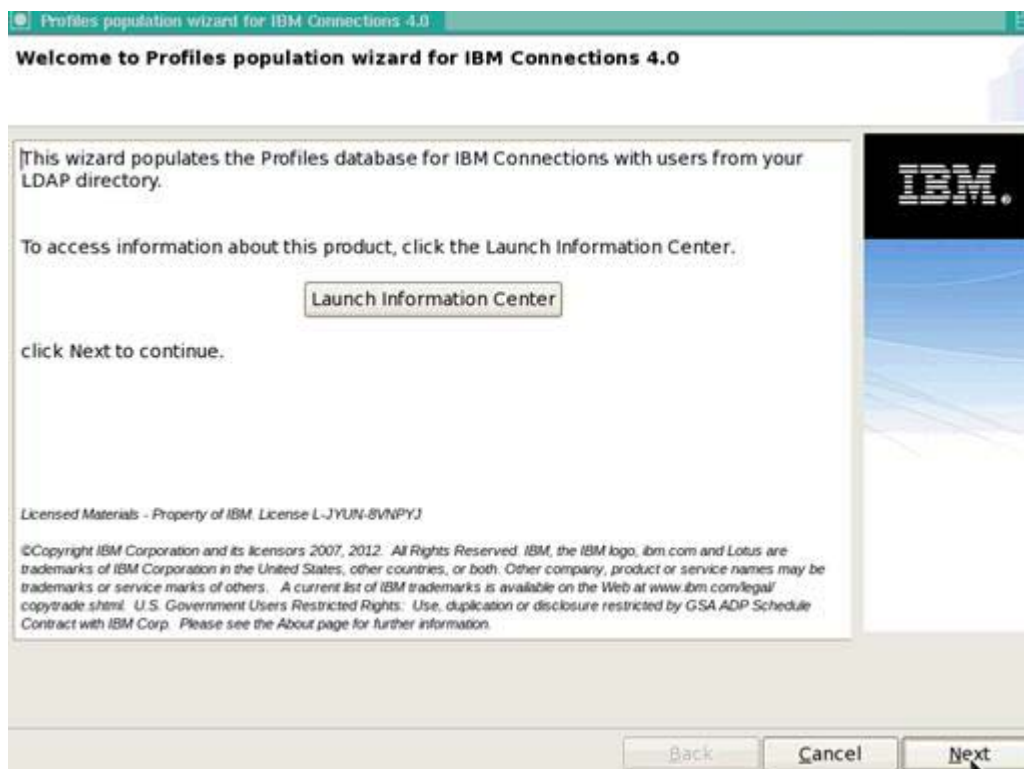 Profiles population wizard for IBM Connections 4.0
Welcome to Profiles population wizard for IBM Connections 4.0
This wizard populates the Profiles database for IBM Connections with users from your
LDAP directory.
To access information about this product, click the Launch Information Center.
Launch Information Center
click Next to continue.
Licensed Materials - Property of IBM. License L-JYUN-8VNPYJ
©Copyright IBM Corporation and its licensors 2007, 2012. All Rights Reserved. IBM, the IBM logo, ibm.com and Lotus are
trademarks of IBM Corporation in the United States, other countries, or both. Other company, product or service names may be
trademarks or service marks of others. A current list of IBM trademarks is available on the Web at www.ibm.com/legal/
copytrade.shtml. U.S. Government Users Restricted Rights: Use, duplication or disclosure restricted by GSA ADP Schedule
Contract with IBM Corp. Please see the About page for further information.
IBM.
Back
Cancel
Next